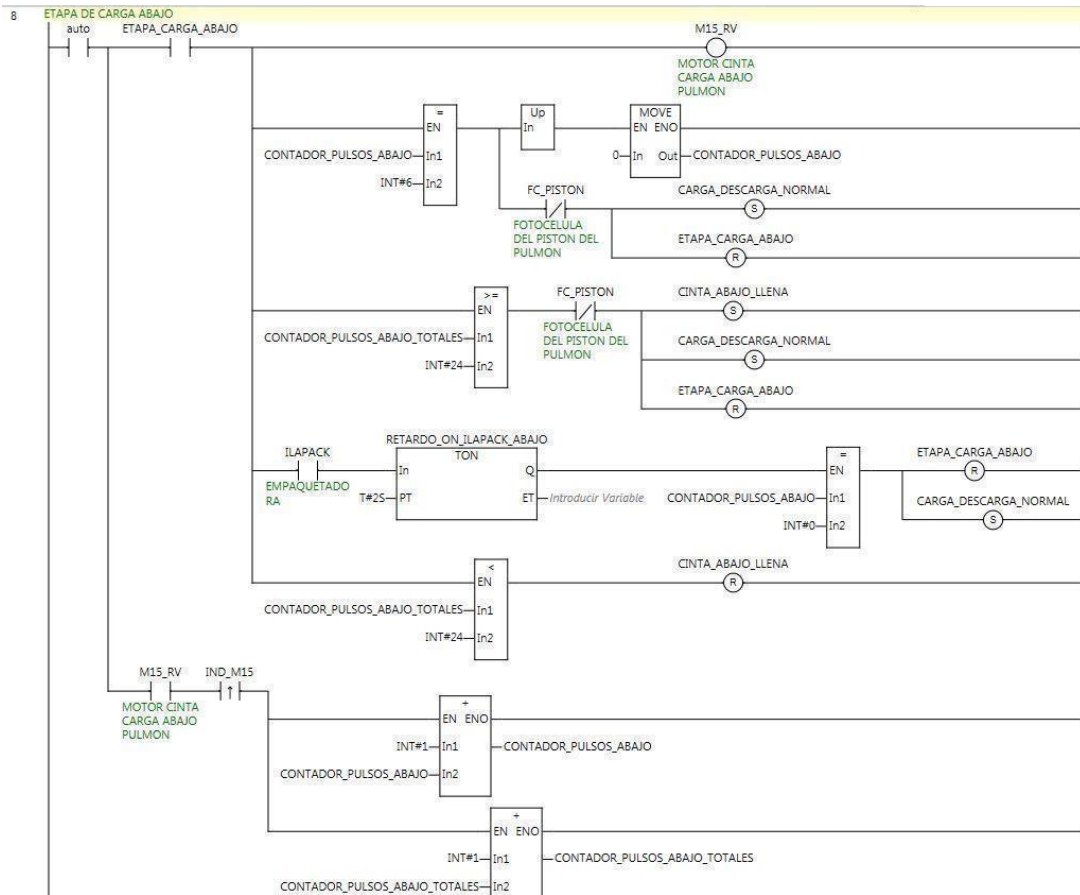 8
ETAPA DE CARGA ABAJO
auto
ETAPA_CARGA_ABAJO
M15_RV
MOTOR CINTA
CARGA ABAJO
PULMON
=
EN
CONTADOR_PULSOS_ABAJO
In1
INT#6
In2
Up
In
MOVE
EN ENO
0
In Out
CONTADOR_PULSOS_ABAJO
FC_PISTON
FOTOCELULA
DEL PISTON DEL
PULMON
CARGA_DESCARGA_NORMAL
S
ETAPA_CARGA_ABAJO
R
>=
EN
CONTADOR_PULSOS_ABAJO_TOTALES
In1
INT#24
In2
FC_PISTON
FOTOCELULA
DEL PISTON DEL
PULMON
CINTA_ABAJO_LLENA
S
CARGA_DESCARGA_NORMAL
S
ETAPA_CARGA_ABAJO
R
ILAPACK
EMPAQUETADO
RA
RETARDO_ON_ILAPACK_ABAJO
TON
In Q
T#2S
PT ET
Introducir Variable
=
EN
CONTADOR_PULSOS_ABAJO
In1
INT#0
In2
ETAPA_CARGA_ABAJO
R
CARGA_DESCARGA_NORMAL
S
<
EN
CONTADOR_PULSOS_ABAJO_TOTALES
In1
INT#24
In2
CINTA_ABAJO_LLENA
R
M15_RV
MOTOR CINTA
CARGA ABAJO
PULMON
IND_M15
+
EN ENO
INT#1
In1
CONTADOR_PULSOS_ABAJO
CONTADOR_PULSOS_ABAJO
In2
+
EN ENO
INT#1
In1
CONTADOR_PULSOS_ABAJO_TOTALES
CONTADOR_PULSOS_ABAJO_TOTALES
In2